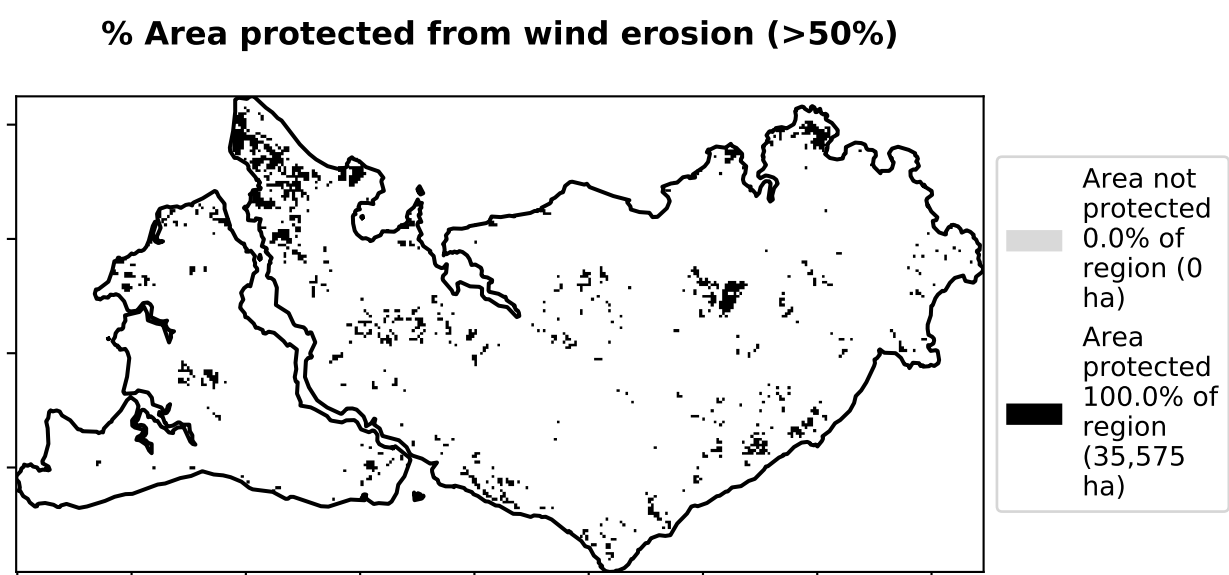 % Area protected from wind erosion (>50%)
Area not
protected
0.0% of
region (0
ha)
Area
protected
100.0% of
region
(35,575
ha)